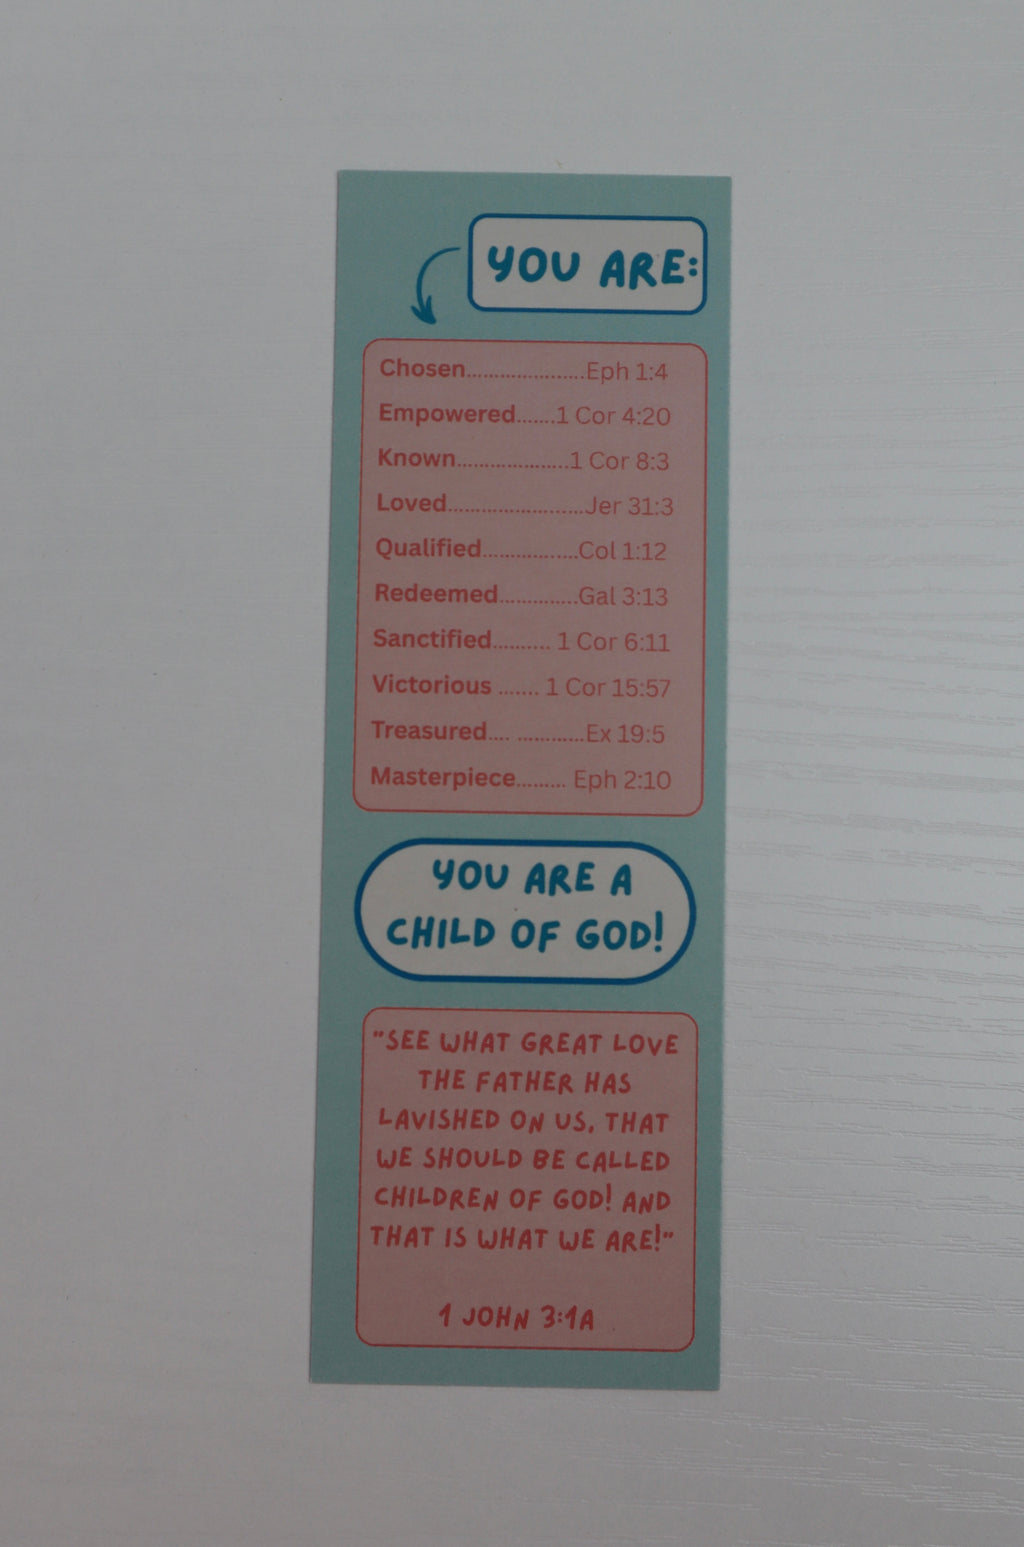 YOU ARE:
Chosen.....................Eph 1:4
Empowered.......1 Cor 4:20
Known....................1 Cor 8:3
Loved........................Jer 31:3
Qualified.................Col 1:12
Redeemed..............Gal 3:13
Sanctified.......... 1 Cor 6:11
Victorious ....... 1 Cor 15:57
Treasured.... ............Ex 19:5
Masterpiece......... Eph 2:10
YOU ARE A
CHILD OF GOD!
"SEE WHAT GREAT LOVE
THE FATHER HAS
LAVISHED ON US, THAT
WE SHOULD BE CALLED
CHILDREN OF GOD! AND
THAT IS WHAT WE ARE!"
1 JOHN 3:1A